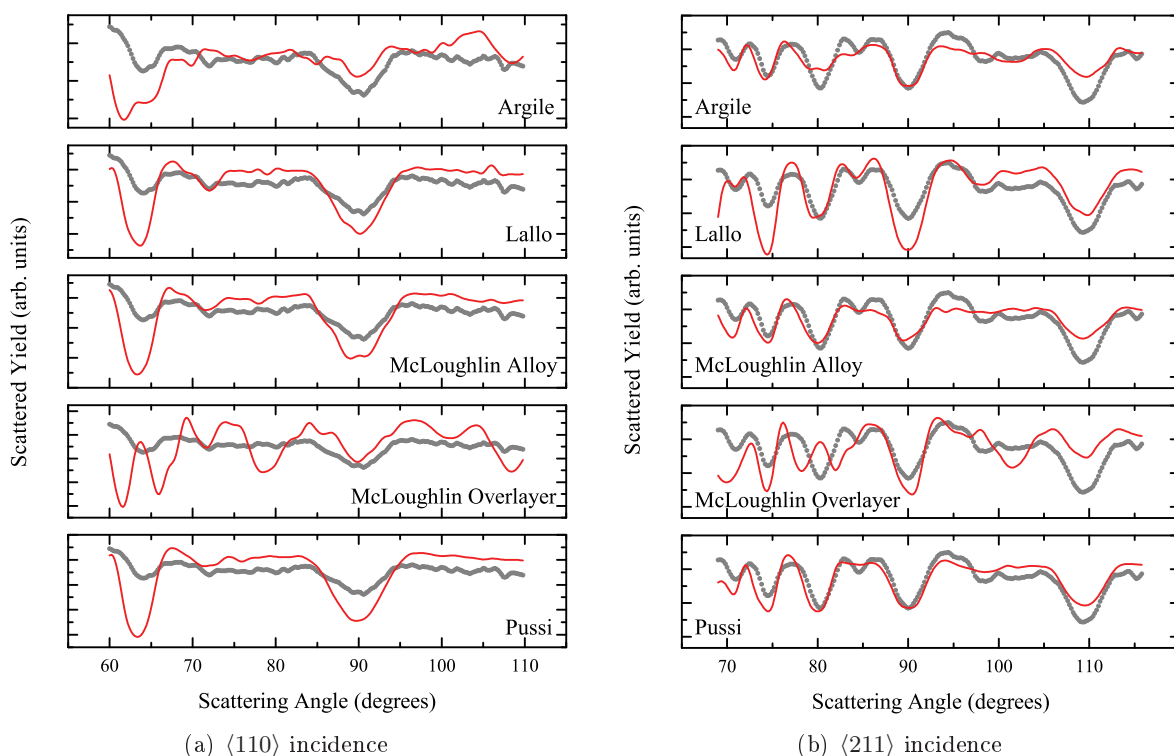 Scattered Yield (arb. units)
Argile
Lallo
McLoughlin Alloy
McLoughlin Overlayer
Pussi
60 70 80 90 100 110
Scattering Angle (degrees)
(a) ⟨110⟩ incidence
Scattered Yield (arb. units)
Argile
Lallo
McLoughlin Alloy
McLoughlin Overlayer
Pussi
70 80 90 100 110
Scattering Angle (degrees)
(b) ⟨211⟩ incidence